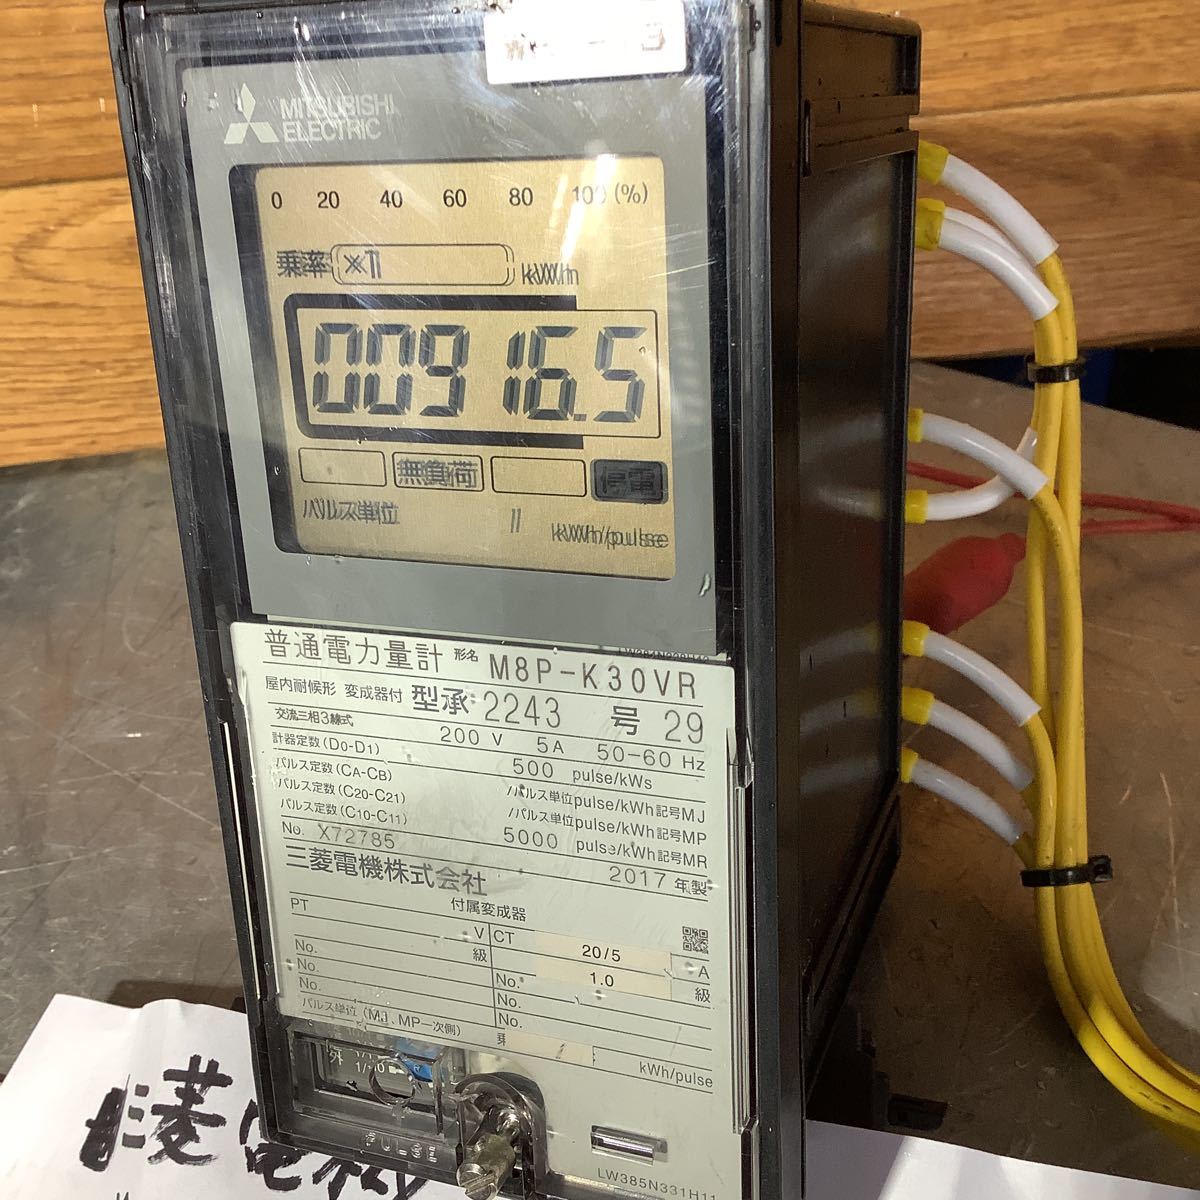 MITSUBISHI
ELECTRIC
0 20 40 60 80 100 (%)
乗率 ×1
kWh
00916.5
無負荷 停電
パルス単位 1 kWh/pulse
普通電力量計 形名 M8P-K30VR
屋内耐候形 変成器付 型承 2243 号 29
交流三相3線式 200 V 5A 50-60 Hz
計器定数(D0-D1) 500 pulse/kWs
パルス定数(CA-CB) /パルス単位pulse/kWh記号MJ
パルス定数(C20-C21) /パルス単位pulse/kWh記号MP
パルス定数(C10-C11) 5000 pulse/kWh記号MR
No. X72785 2017 年製
三菱電機株式会社
付属変成器
PT V CT 20/5 A
No. 級 No. 1.0 級
No. No.
No. No.
パルス単位(MJ、MP一次側) 乗 kWh/pulse
1/10
LW385N331H11